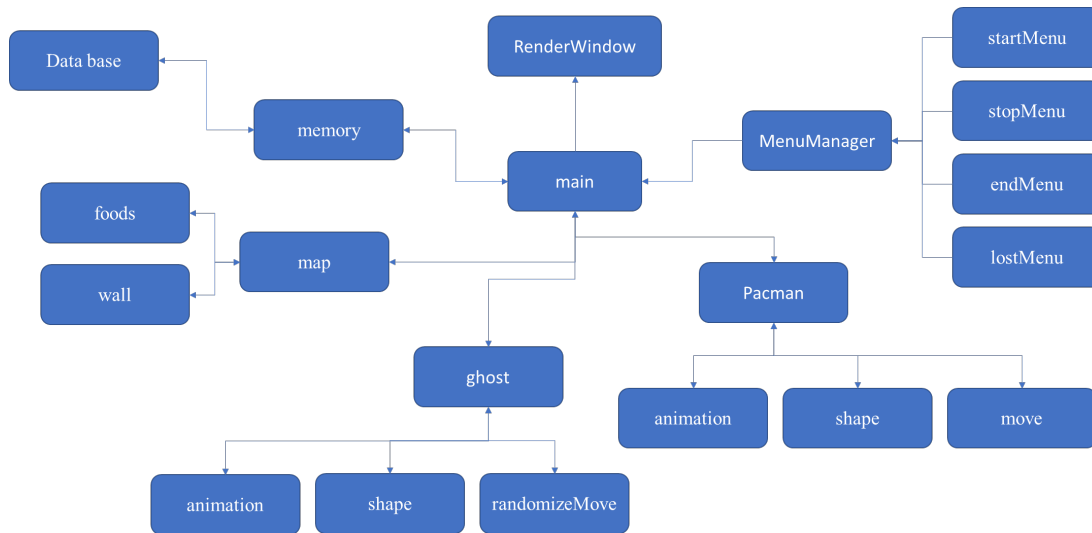 RenderWindow
startMenu
Data base
stopMenu
memory
MenuManager
main
endMenu
foods
map
lostMenu
wall
Pacman
ghost
animation
shape
move
animation
shape
randomizeMove